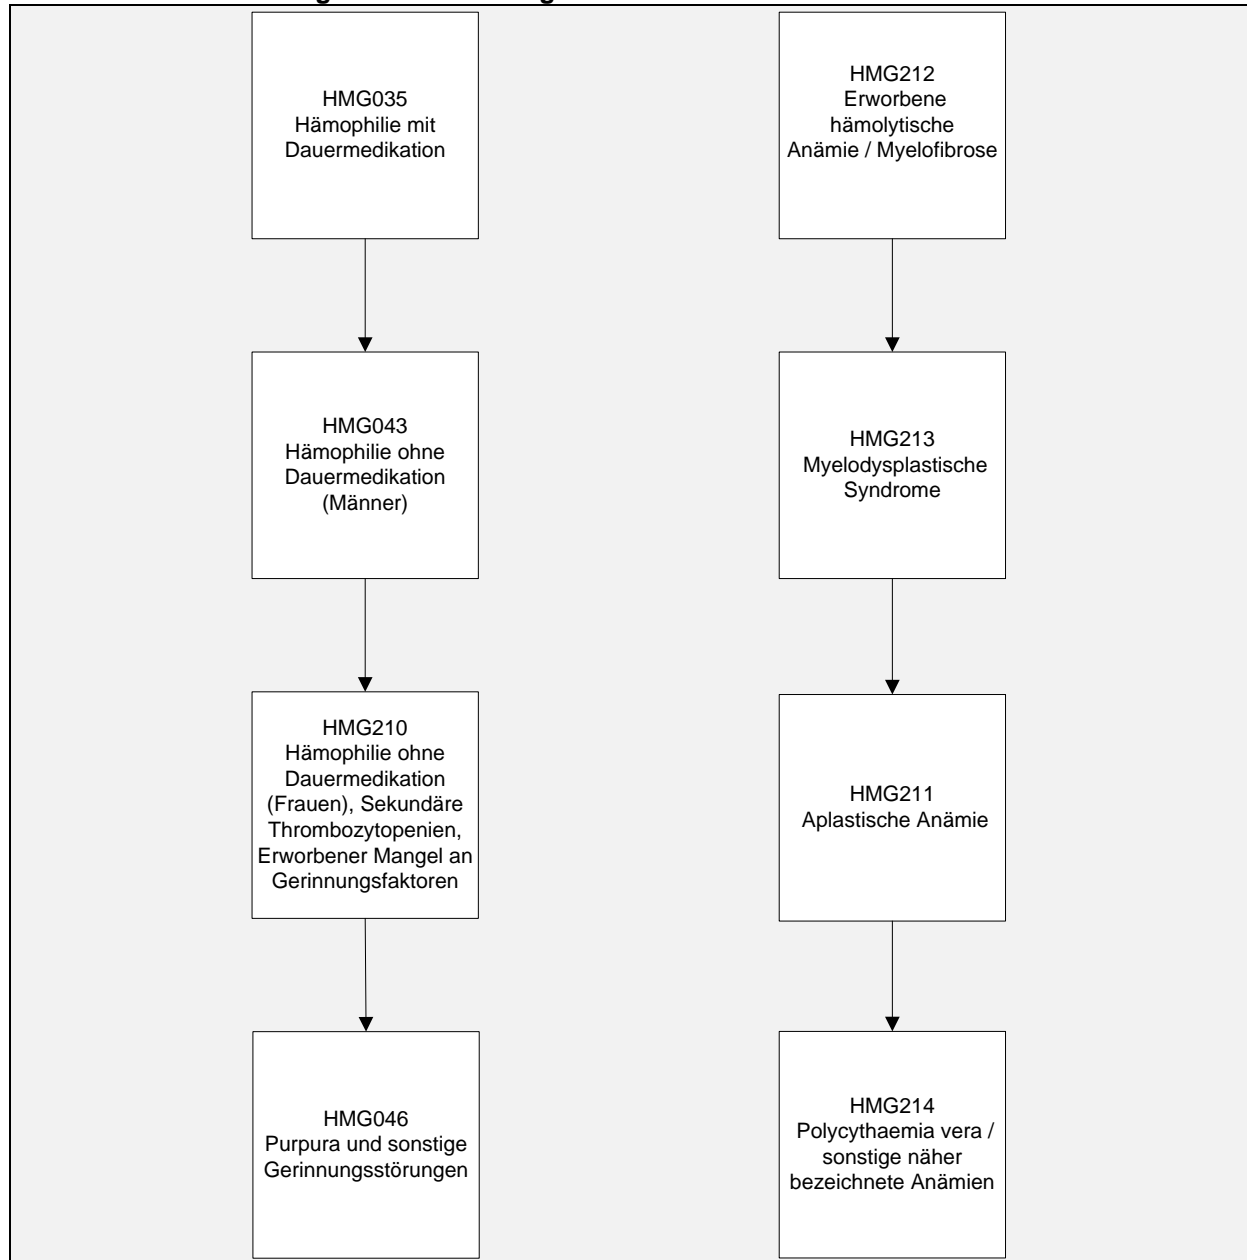 HMG035
Hämophilie mit
Dauermedikation
HMG043
Hämophilie ohne
Dauermedikation
(Männer)
HMG210
Hämophilie ohne
Dauermedikation
(Frauen), Sekundäre
Thrombozytopenien,
Erworbener Mangel an
Gerinnungsfaktoren
HMG046
Purpura und sonstige
Gerinnungsstörungen
HMG212
Erworbene
hämolytische
Anämie / Myelofibrose
HMG213
Myelodysplastische
Syndrome
HMG211
Aplastische Anämie
HMG214
Polycythaemia vera /
sonstige näher
bezeichnete Anämien